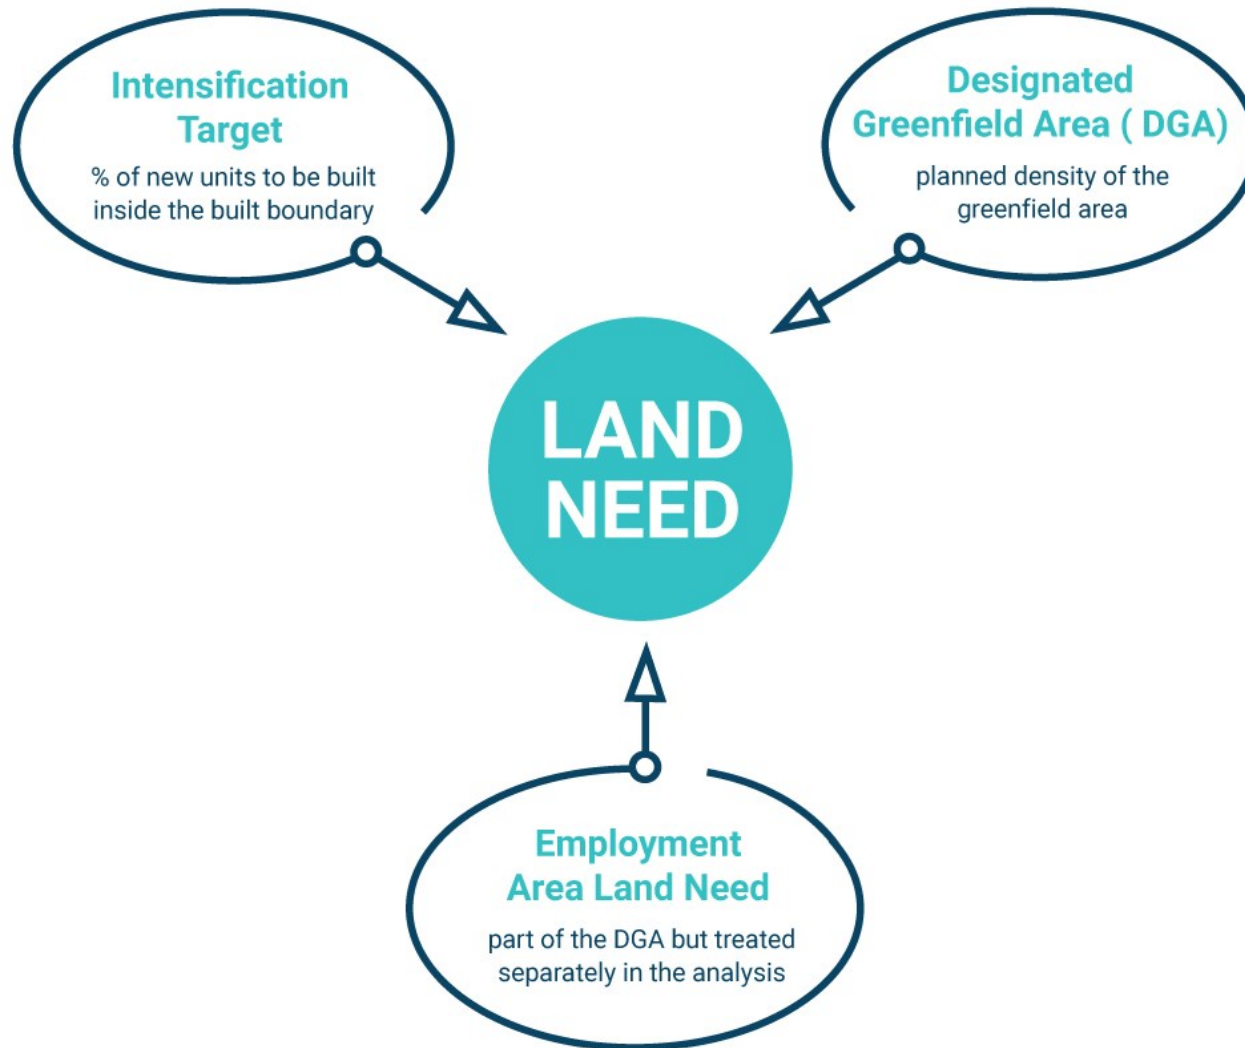 Intensification
Target
% of new units to be built
inside the built boundary
Designated
Greenfield Area ( DGA)
planned density of the
greenfield area
LAND
NEED
Employment
Area Land Need
part of the DGA but treated
separately in the analysis